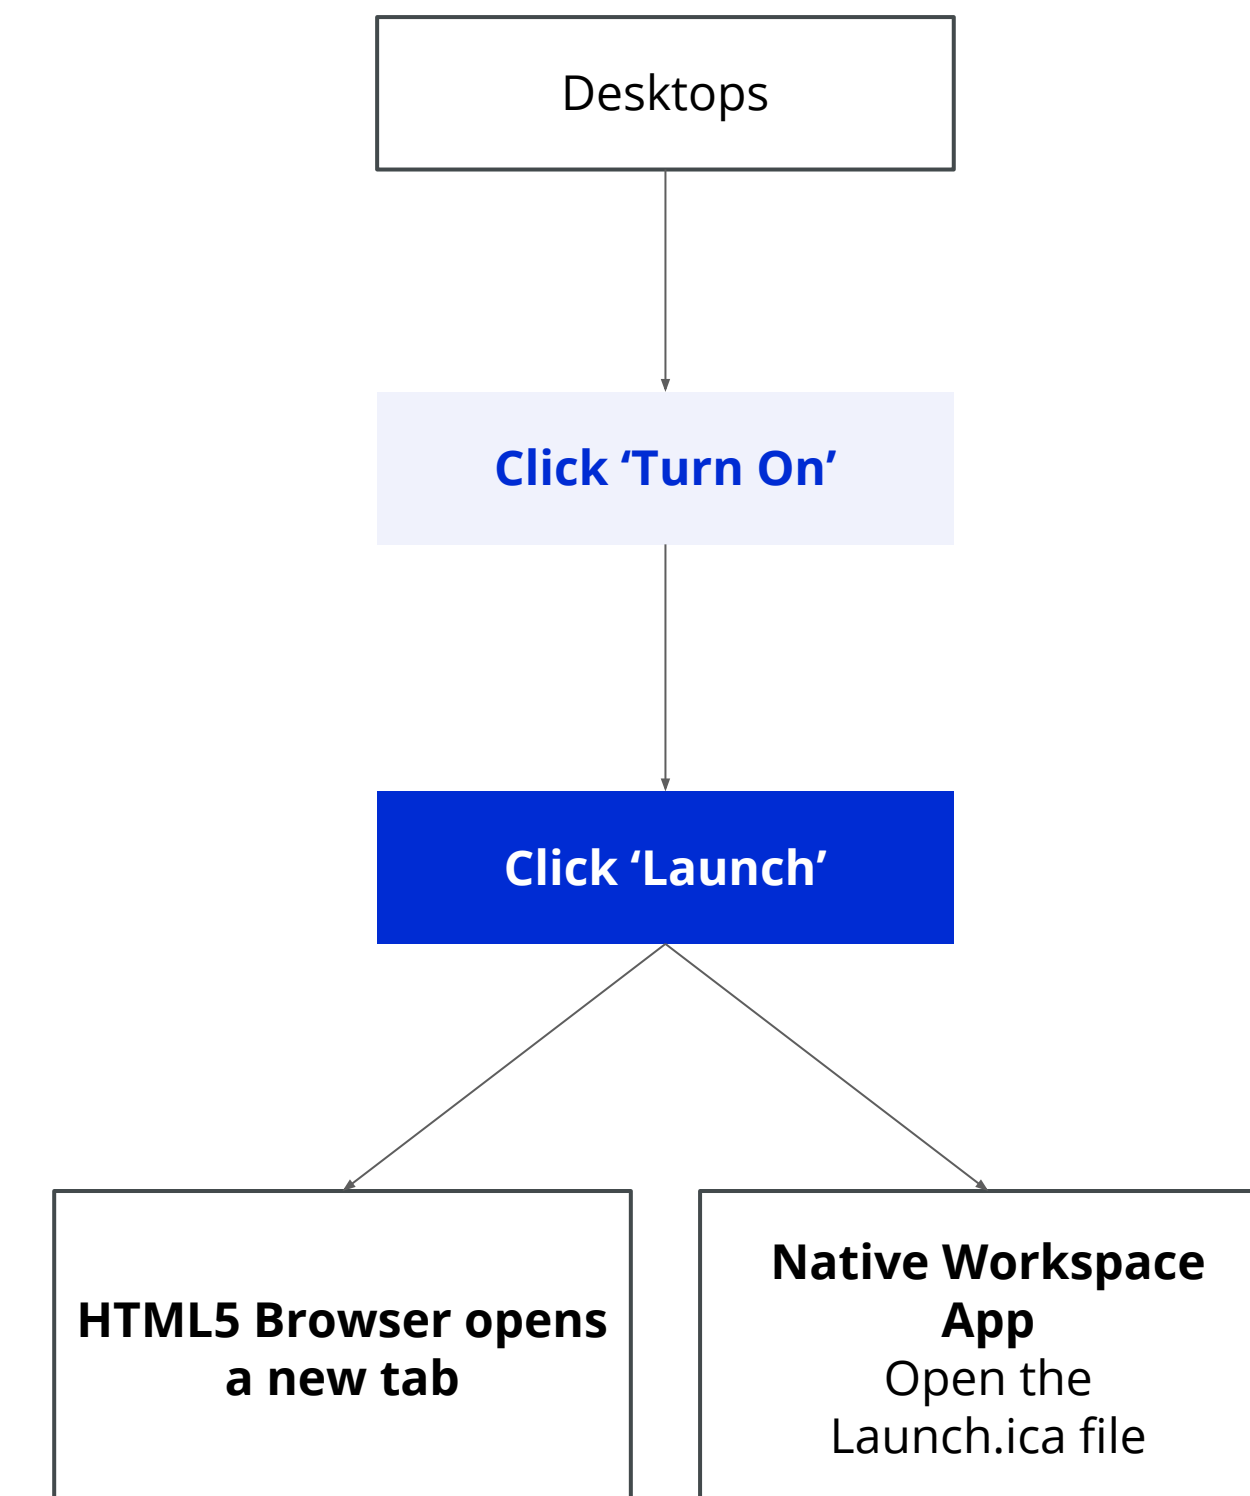 Desktops
Click ‘Turn On’
Click ‘Launch’
HTML5 Browser opens
a new tab
Native Workspace
App
Open the
Launch.ica file